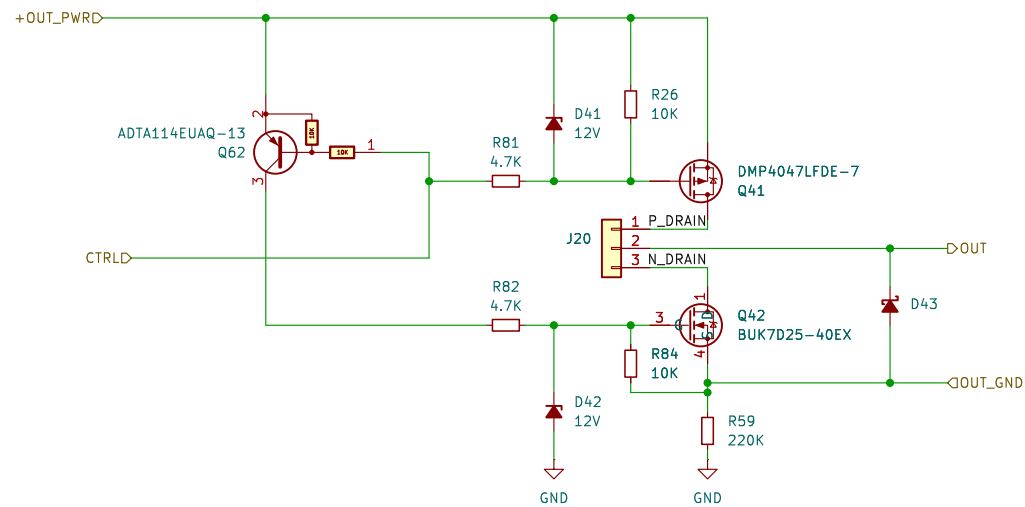 +OUT_PWR
2
10K
ADTA114EUAQ-13
Q62
10K
1
3
CTRL
R81
4.7K
D41
12V
R26
10K
DMP4047LFDE-7
Q41
J20
1
P_DRAIN
2
3
N_DRAIN
OUT
R82
4.7K
3
G
1
D
S
4
Q42
BUK7D25-40EX
D43
R84
10K
OUT_GND
D42
12V
R59
220K
GND
GND